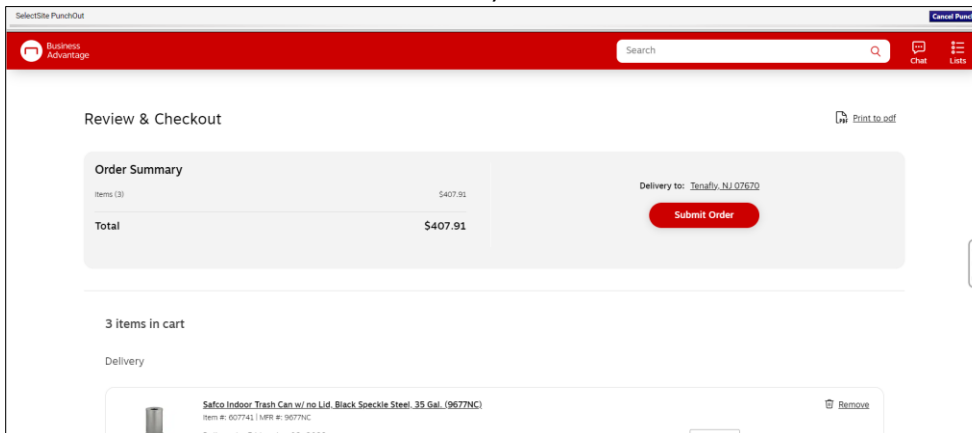 SelectSite PunchOut
Cancel Punc
Business
Advantage
Search
Chat
Lists
Review & Checkout
Print to pdf
Order Summary
Items (3)
$407.91
Total
$407.91
Delivery to: Tenafly, NJ 07670
Submit Order
3 items in cart
Delivery
Safco Indoor Trash Can w/ no Lid, Black Speckle Steel, 35 Gal. (9677NC)
Remove
Item #: 607741 | MFR #: 9677NC